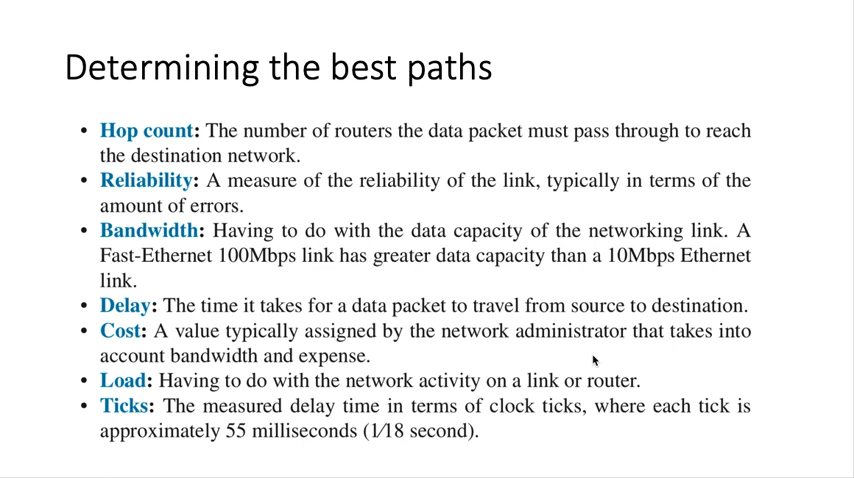 Determining the best paths
• Hop count: The number of routers the data packet must pass through to reach
the destination network.
• Reliability: A measure of the reliability of the link, typically in terms of the
amount of errors.
• Bandwidth: Having to do with the data capacity of the networking link. A
Fast-Ethernet 100Mbps link has greater data capacity than a 10Mbps Ethernet
link.
• Delay: The time it takes for a data packet to travel from source to destination.
• Cost: A value typically assigned by the network administrator that takes into
account bandwidth and expense.
• Load: Having to do with the network activity on a link or router.
• Ticks: The measured delay time in terms of clock ticks, where each tick is
approximately 55 milliseconds (1/18 second).